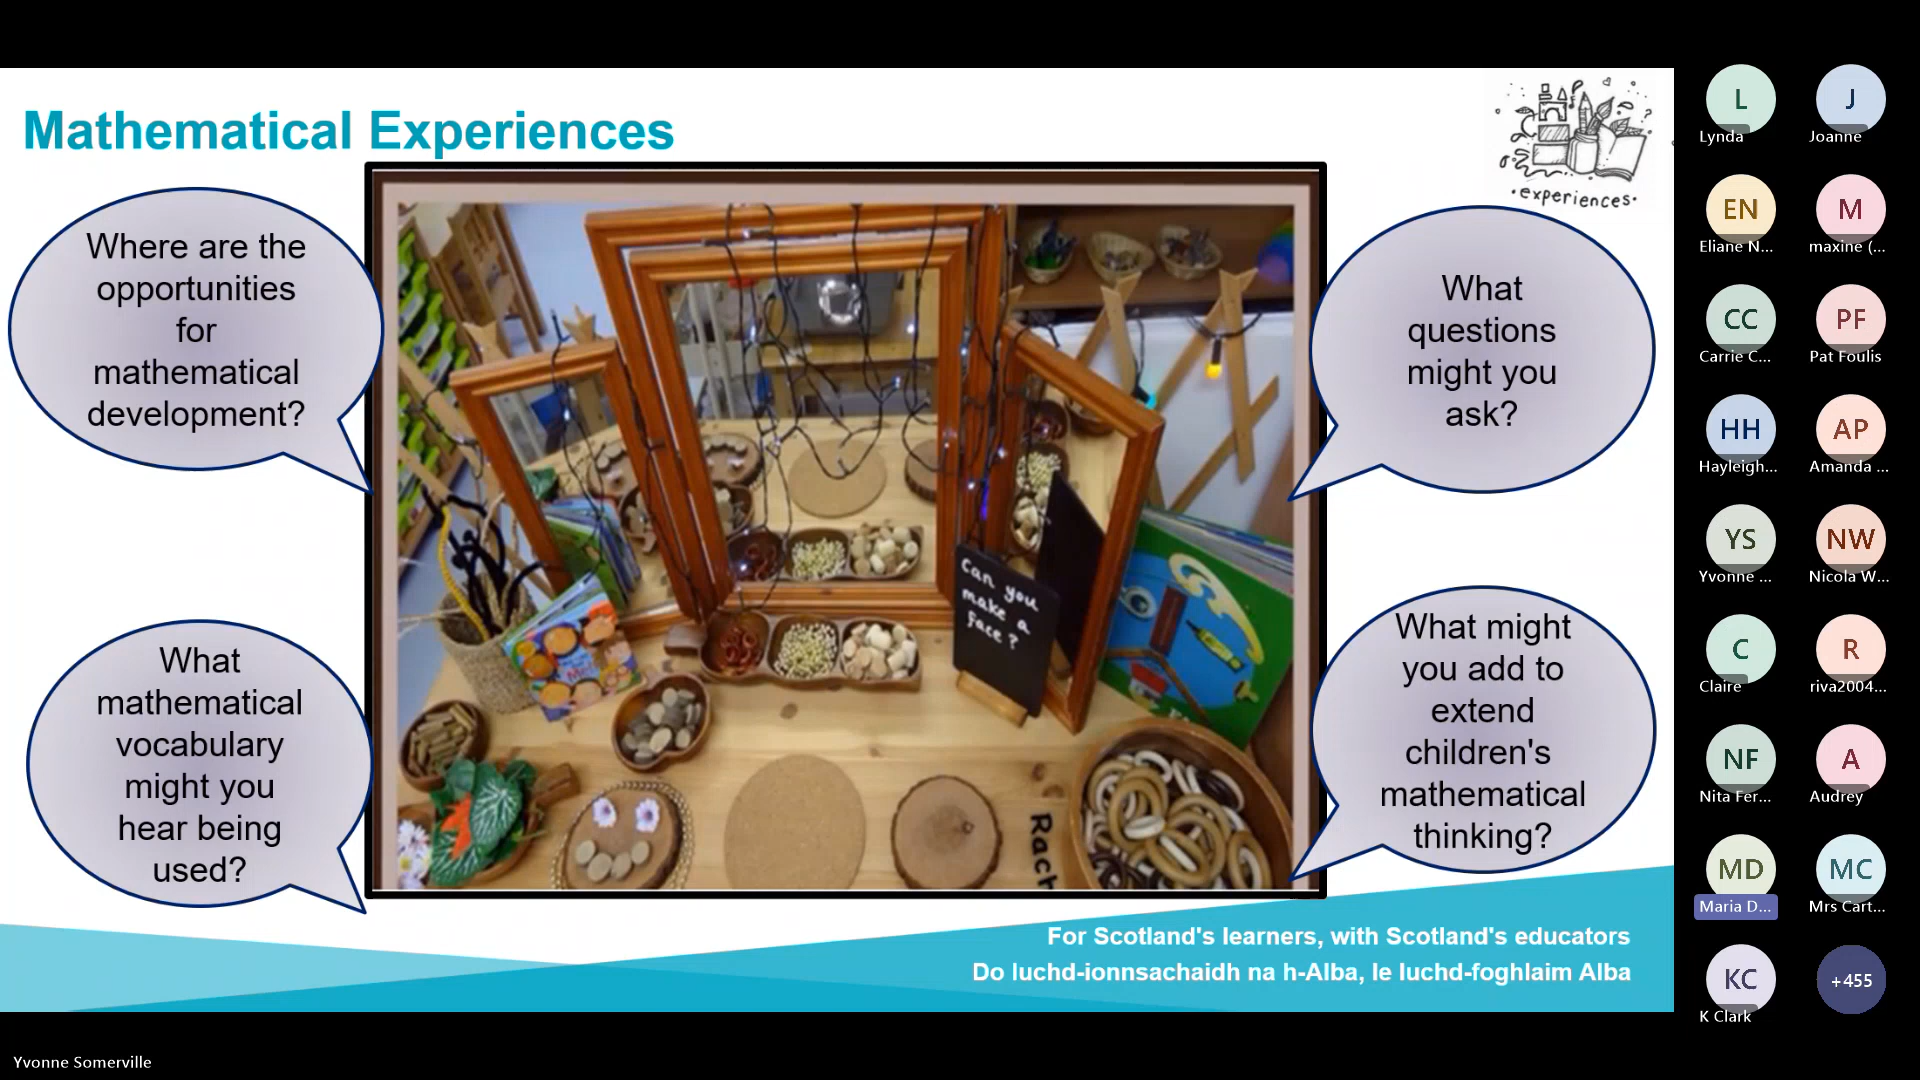 Mathematical Experiences
Where are the
opportunities
for
mathematical
development?
What
mathematical
vocabulary
might you
hear being
used?
Can you
make a
face?
Rach
·experiences·
What
questions
might you
ask?
What might
you add to
extend
children's
mathematical
thinking?
For Scotland's learners, with Scotland's educators
Do luchd-ionnsachaidh na h-Alba, le luchd-foghlaim Alba
L
Lynda
J
Joanne
EN
Eliane N...
M
maxine (...
CC
Carrie C...
PF
Pat Foulis
HH
Hayleigh...
AP
Amanda ...
YS
Yvonne ...
NW
Nicola W...
C
Claire
R
riva2004...
NF
Nita Fer...
A
Audrey
MD
Maria D...
MC
Mrs Cart...
KC
K Clark
+455
Yvonne Somerville